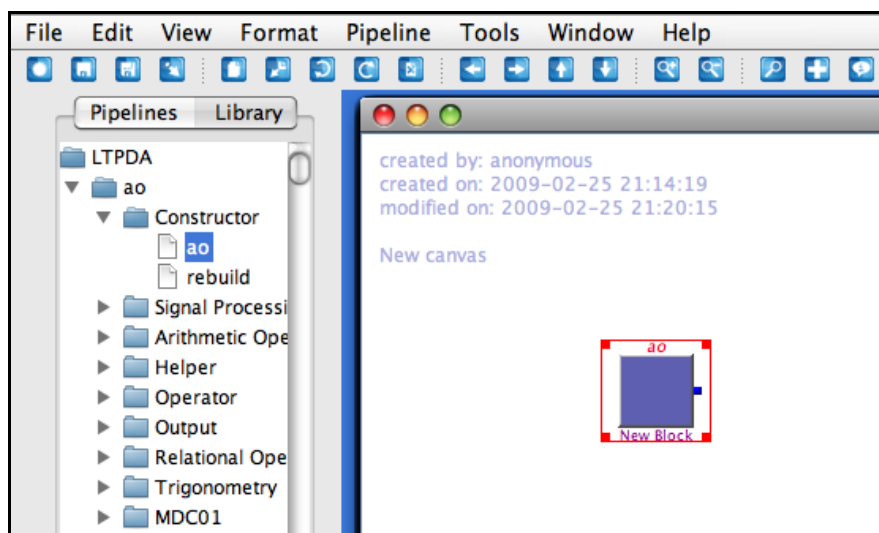 File Edit View Format Pipeline Tools Window Help
Pipelines Library
LTPDA
ao
Constructor
ao
rebuild
Signal Processi
Arithmetic Ope
Helper
Operator
Output
Relational Ope
Trigonometry
MDC01
created by: anonymous
created on: 2009-02-25 21:14:19
modified on: 2009-02-25 21:20:15
New canvas
ao
New Block